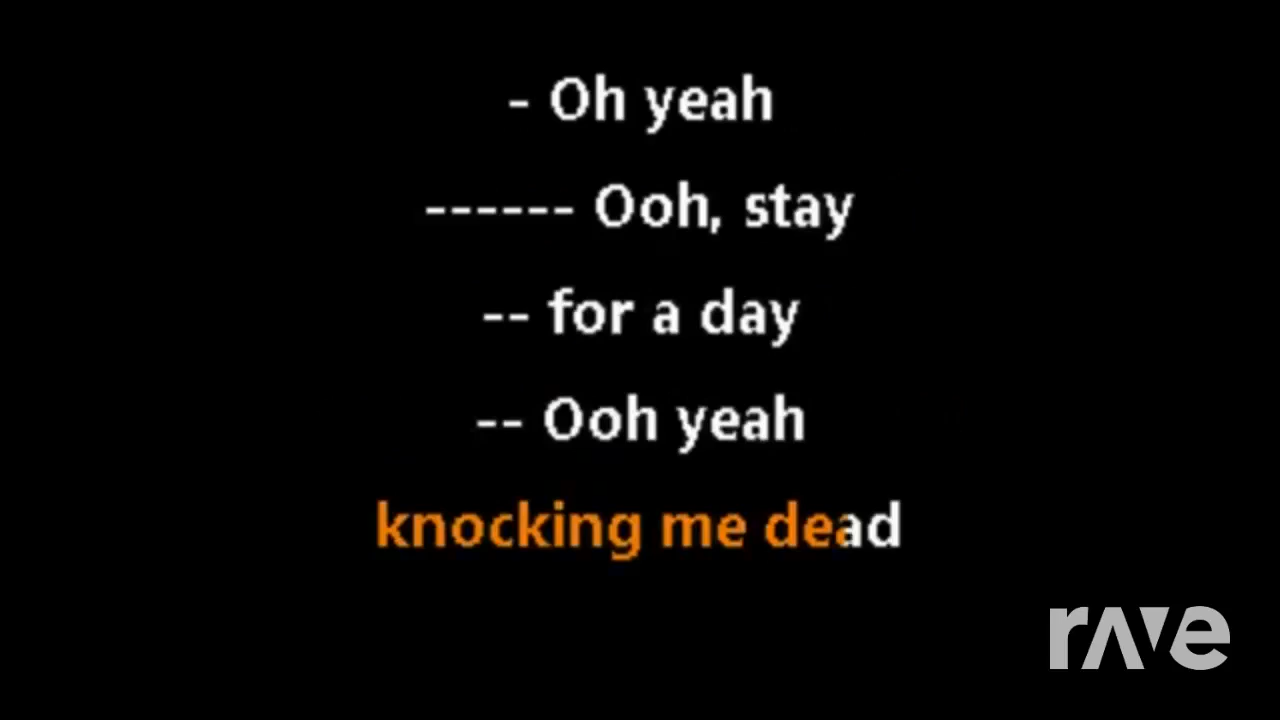 - Oh yeah
------ Ooh, stay
-- for a day
-- Ooh yeah
knocking me dead
rave